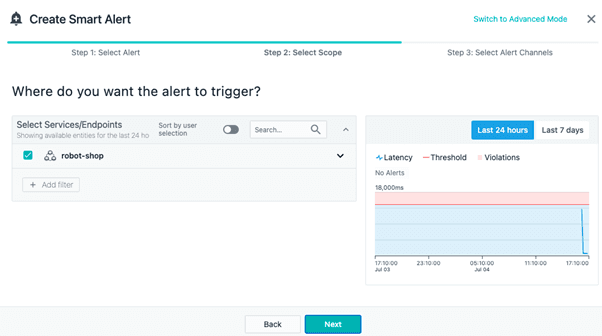 Create Smart Alert
Switch to Advanced Mode
Step 1: Select Alert
Step 2: Select Scope
Step 3: Select Alert Channels
Where do you want the alert to trigger?
Select Services/Endpoints
Showing available entities for the last 24 ho
Sort by user
selection
Search...
robot-shop
+ Add filter
Last 24 hours
Last 7 days
Latency
Threshold
Violations
No Alerts
18,000ms
17:10:00 23:10:00 05:10:00 11:10:00 17:10:00
Jul 03 Jul 04
Back
Next